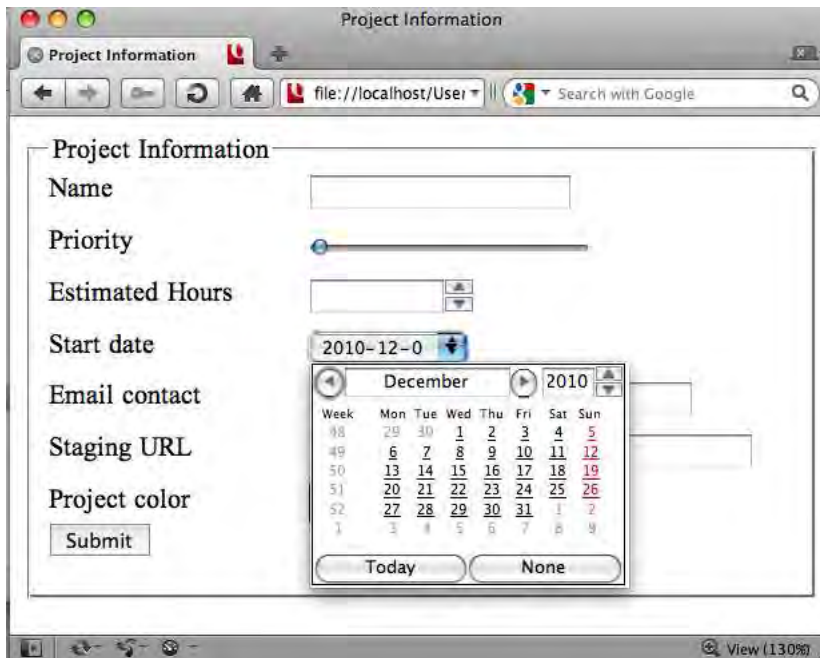 Project Information
Project Information
file://localhost/User
Search with Google
Project Information
Name
Priority
Estimated Hours
Start date
2010-12-0
December 2010
Email contact
Week Mon Tue Wed Thu Fri Sat Sun
48 29 30 1 2 3 4 5
Staging URL
49 6 7 8 9 10 11 12
50 13 14 15 16 17 18 19
Project color
51 20 21 22 23 24 25 26
52 27 28 29 30 31 1 2
1 3 4 5 6 7 8 9
Submit
Today None
View (130%)